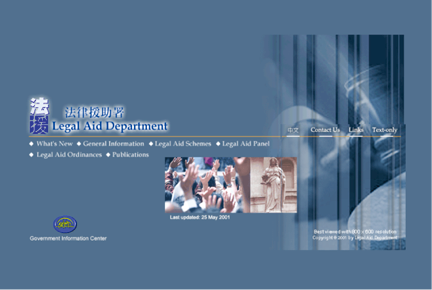 法援
法律援助署
Legal Aid Department
中文 Contact Us Links Text-only
What's New General Information Legal Aid Schemes Legal Aid Panel
Legal Aid Ordinances Publications
Last updated: 25 May 2001
Government Information Center
Best viewed with 800 x 600 resolution
Copyright © 2001 by Legal Aid Department